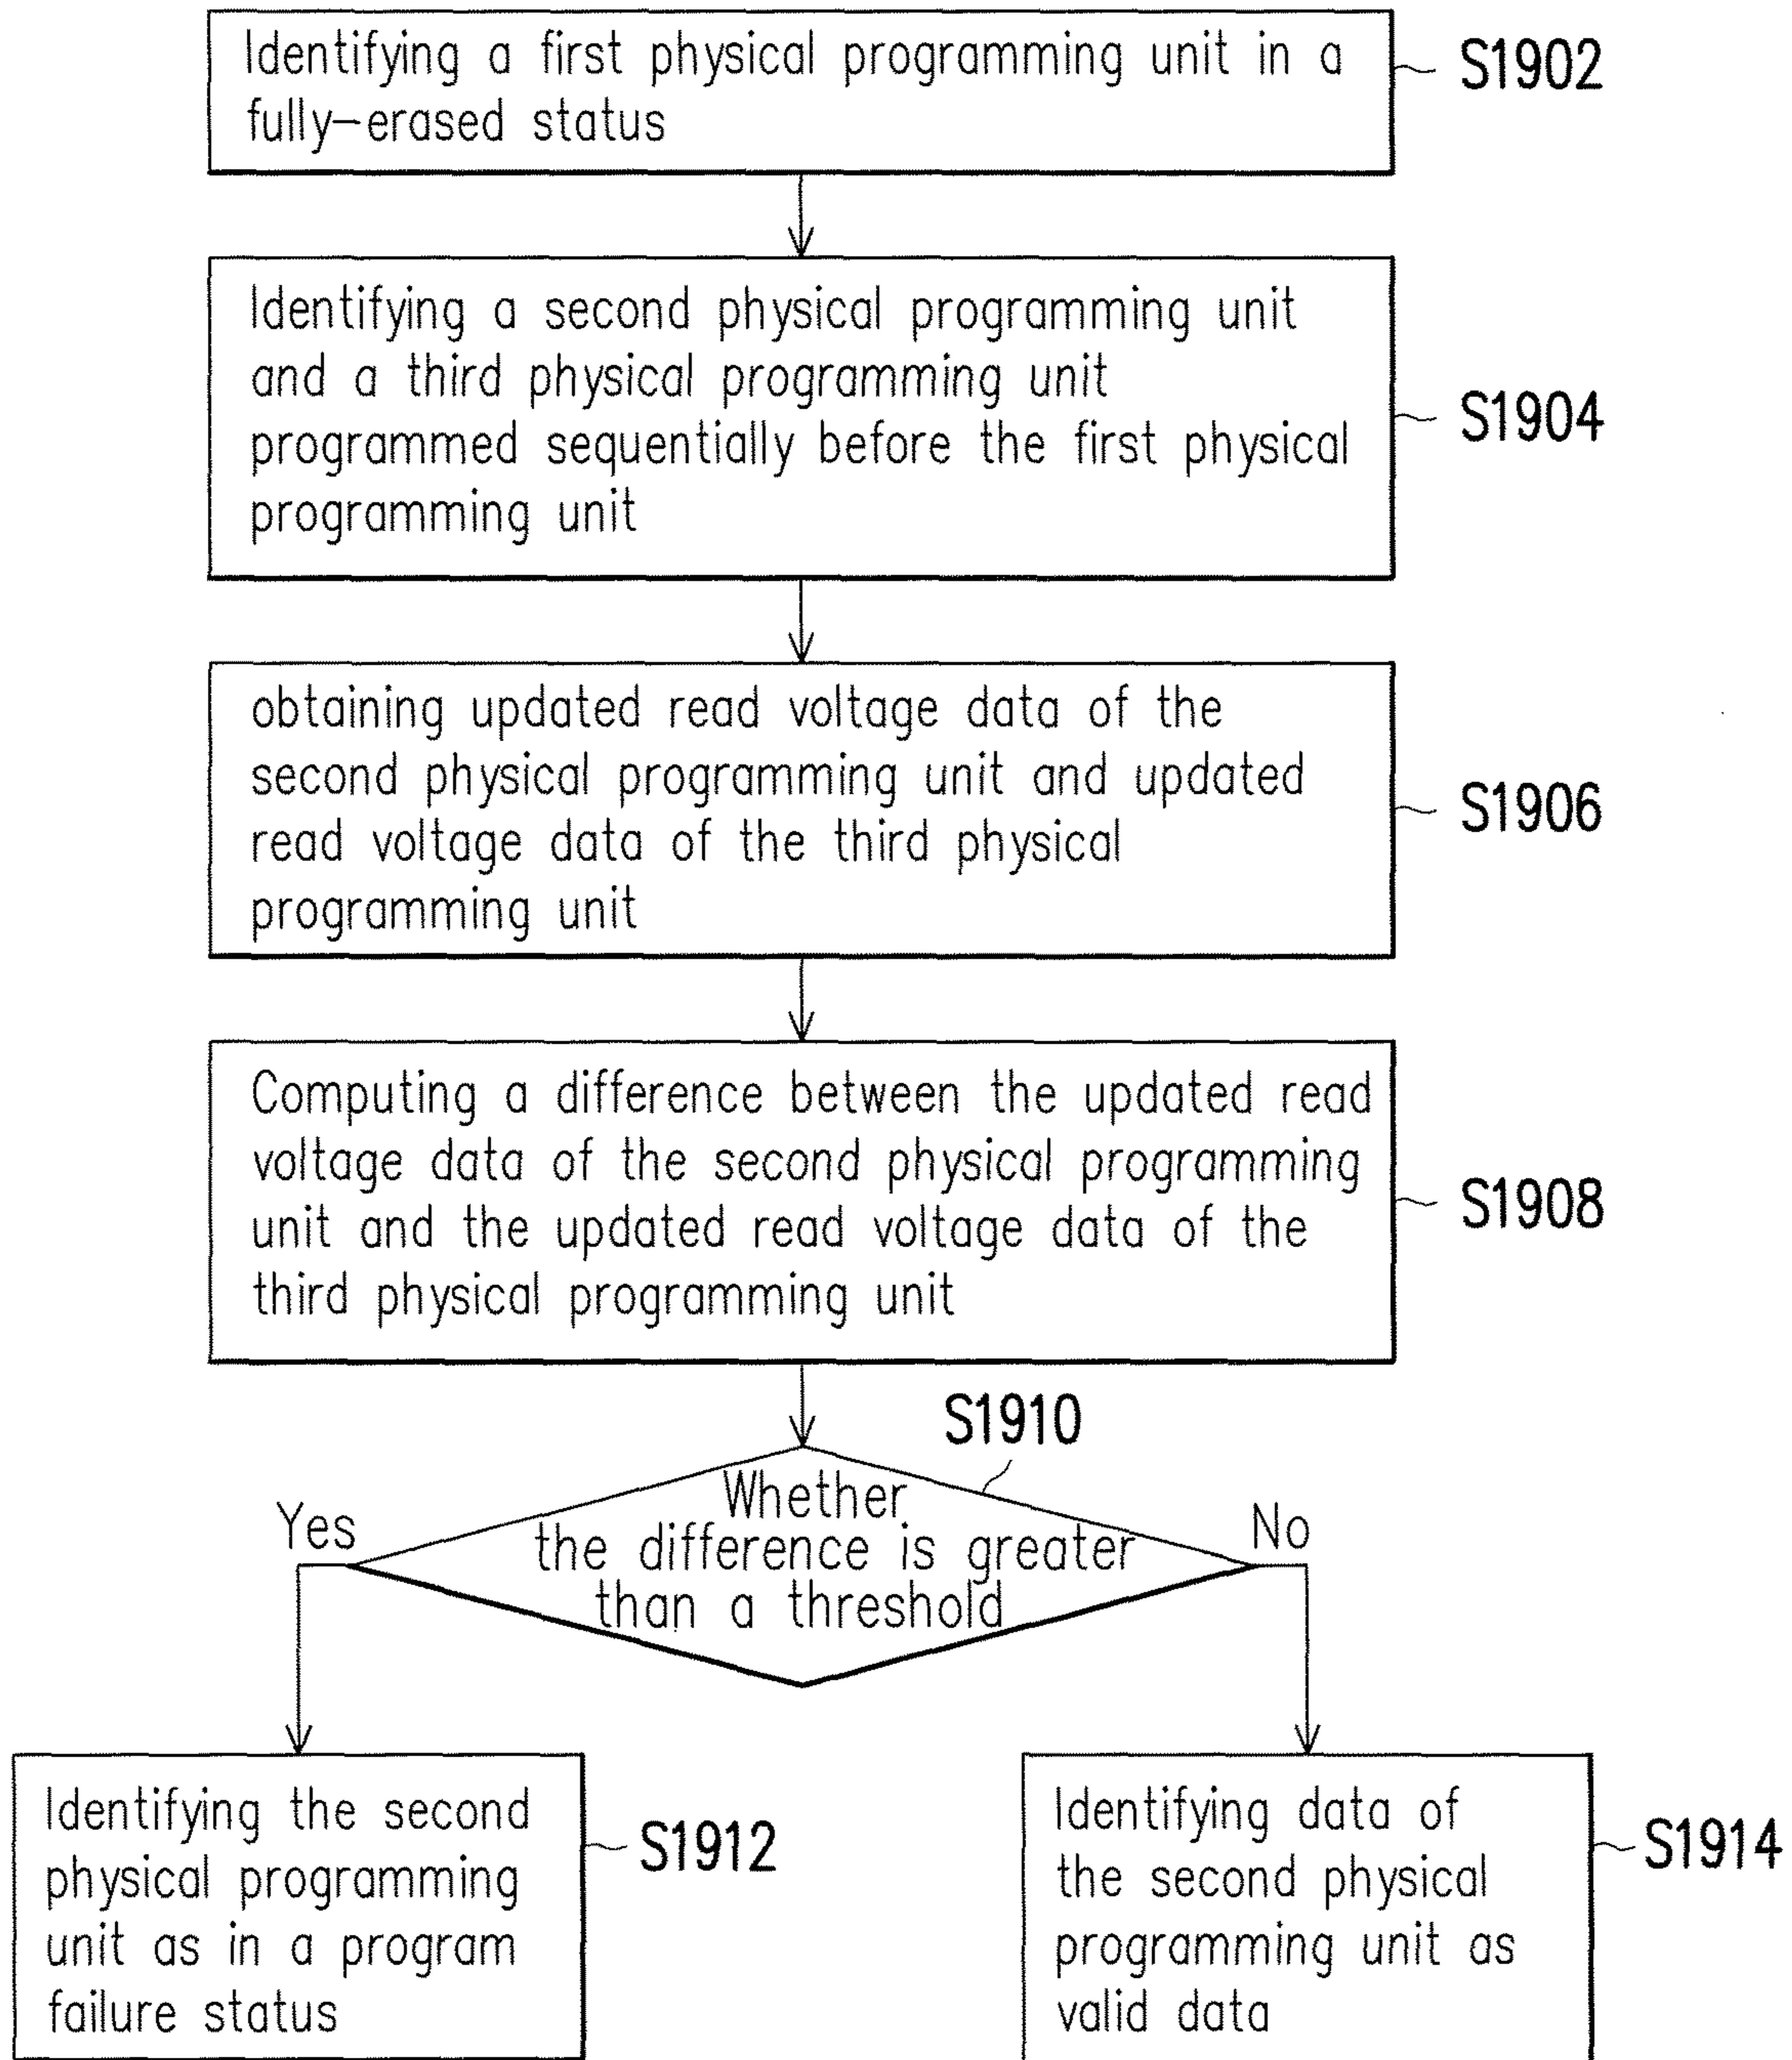 Identifying a first physical programming unit in a
fully-erased status
S1902
Identifying a second physical programming unit
and a third physical programming unit
programmed sequentially before the first physical
programming unit
S1904
obtaining updated read voltage data of the
second physical programming unit and updated
read voltage data of the third physical
programming unit
S1906
Computing a difference between the updated read
voltage data of the second physical programming
unit and the updated read voltage data of the
third physical programming unit
S1908
S1910
Whether
the difference is greater
than a threshold
Yes
No
Identifying the second
physical programming
unit as in a program
failure status
S1912
Identifying data of
the second physical
programming unit as
valid data
S1914